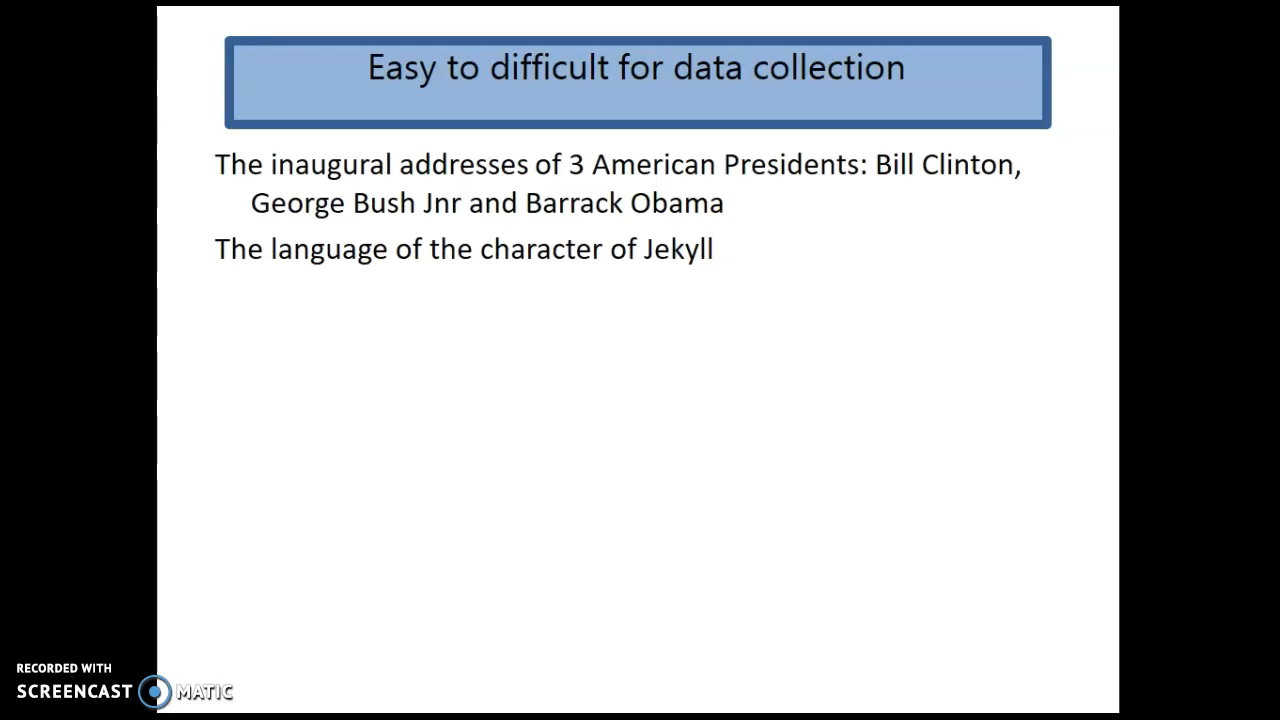 Easy to difficult for data collection
The inaugural addresses of 3 American Presidents: Bill Clinton,
George Bush Jnr and Barrack Obama
The language of the character of Jekyll
RECORDED WITH
SCREENCAST MATIC